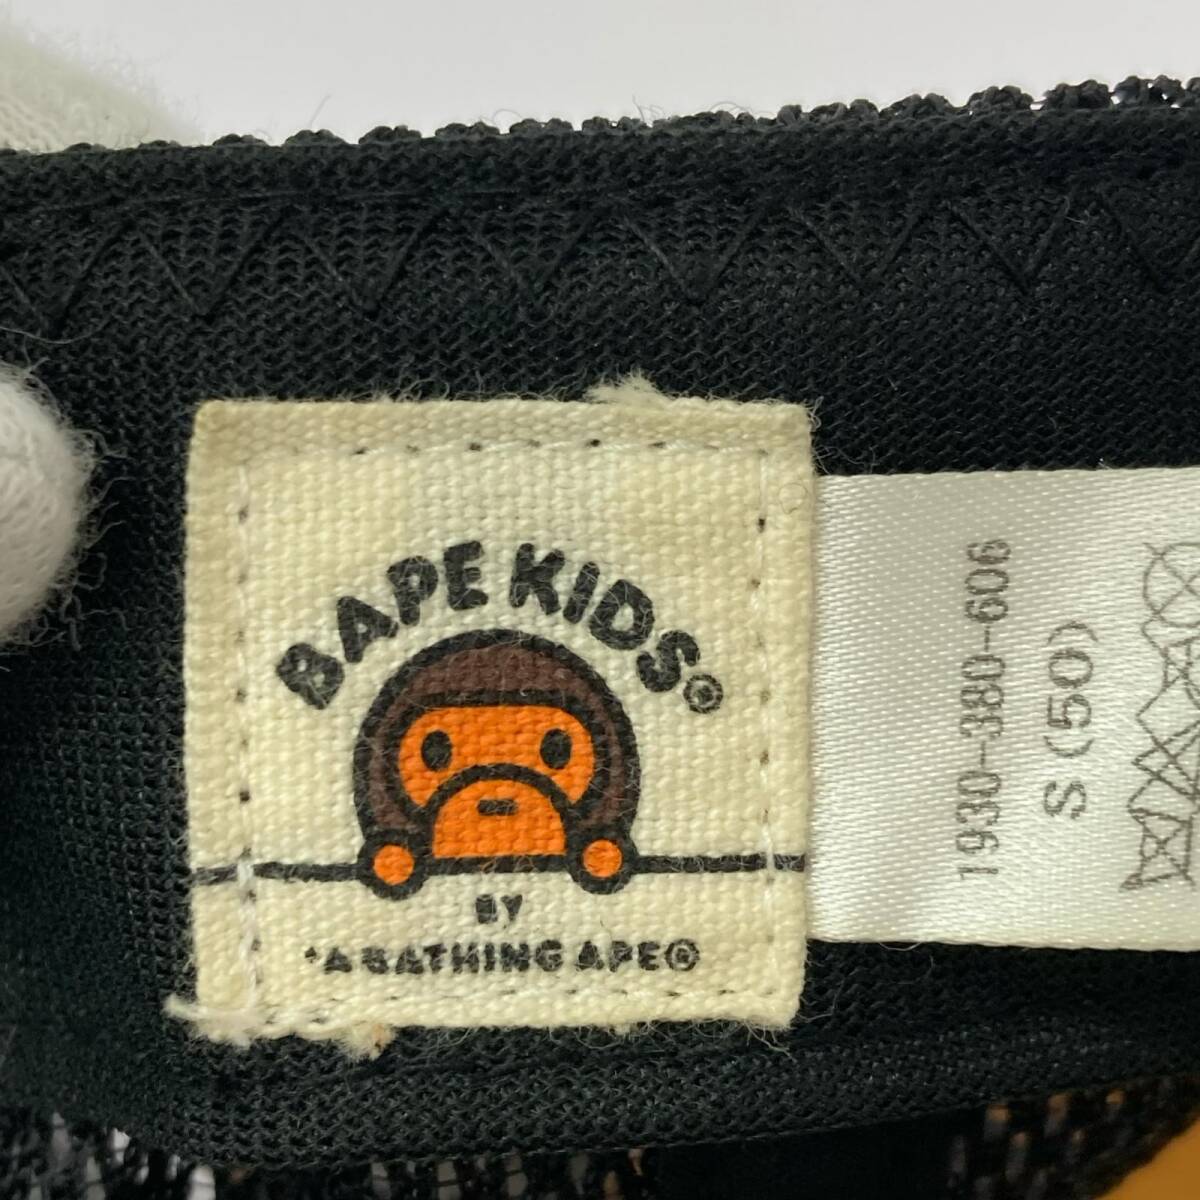 BAPE KIDS®
BY
*A BATHING APE®
1930-380-606
S (50)